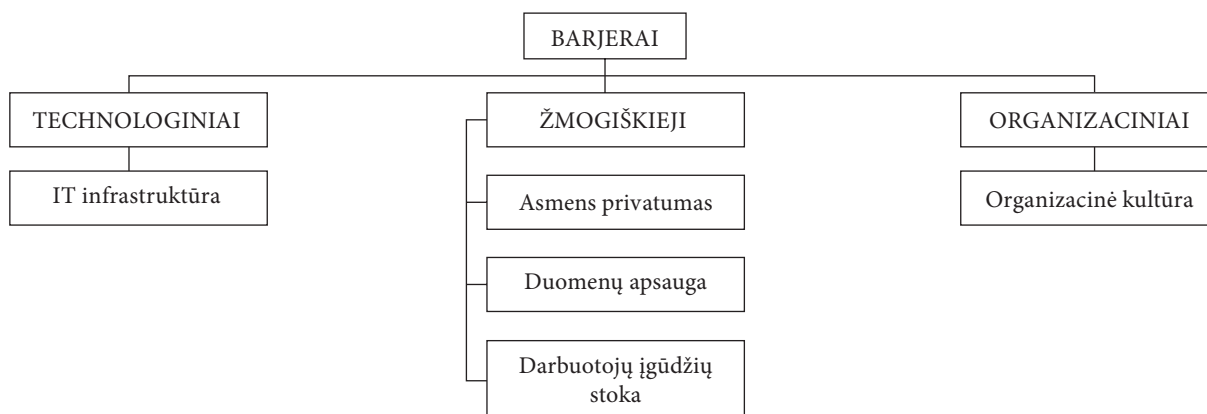 BARJERAI
TECHNOLOGINIAI
ŽMOGIŠKIEJI
ORGANIZACINIAI
IT infrastruktūra
Asmens privatumas
Organizacinė kultūra
Duomenų apsauga
Darbuotojų įgūdžių
stoka